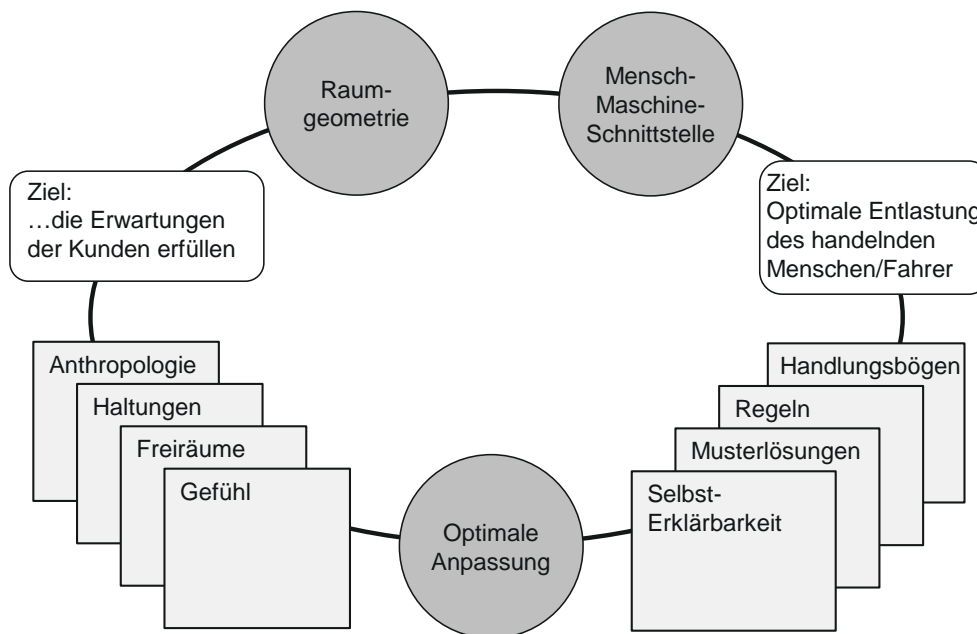 Raum-
geometrie
Mensch-
Maschine-
Schnittstelle
Ziel:
…die Erwartungen
der Kunden erfüllen
Ziel:
Optimale Entlastung
des handelnden
Menschen/Fahrer
Anthropologie
Haltungen
Freiräume
Gefühl
Handlungsbögen
Regeln
Musterlösungen
Selbst-
Erklärbarkeit
Optimale
Anpassung